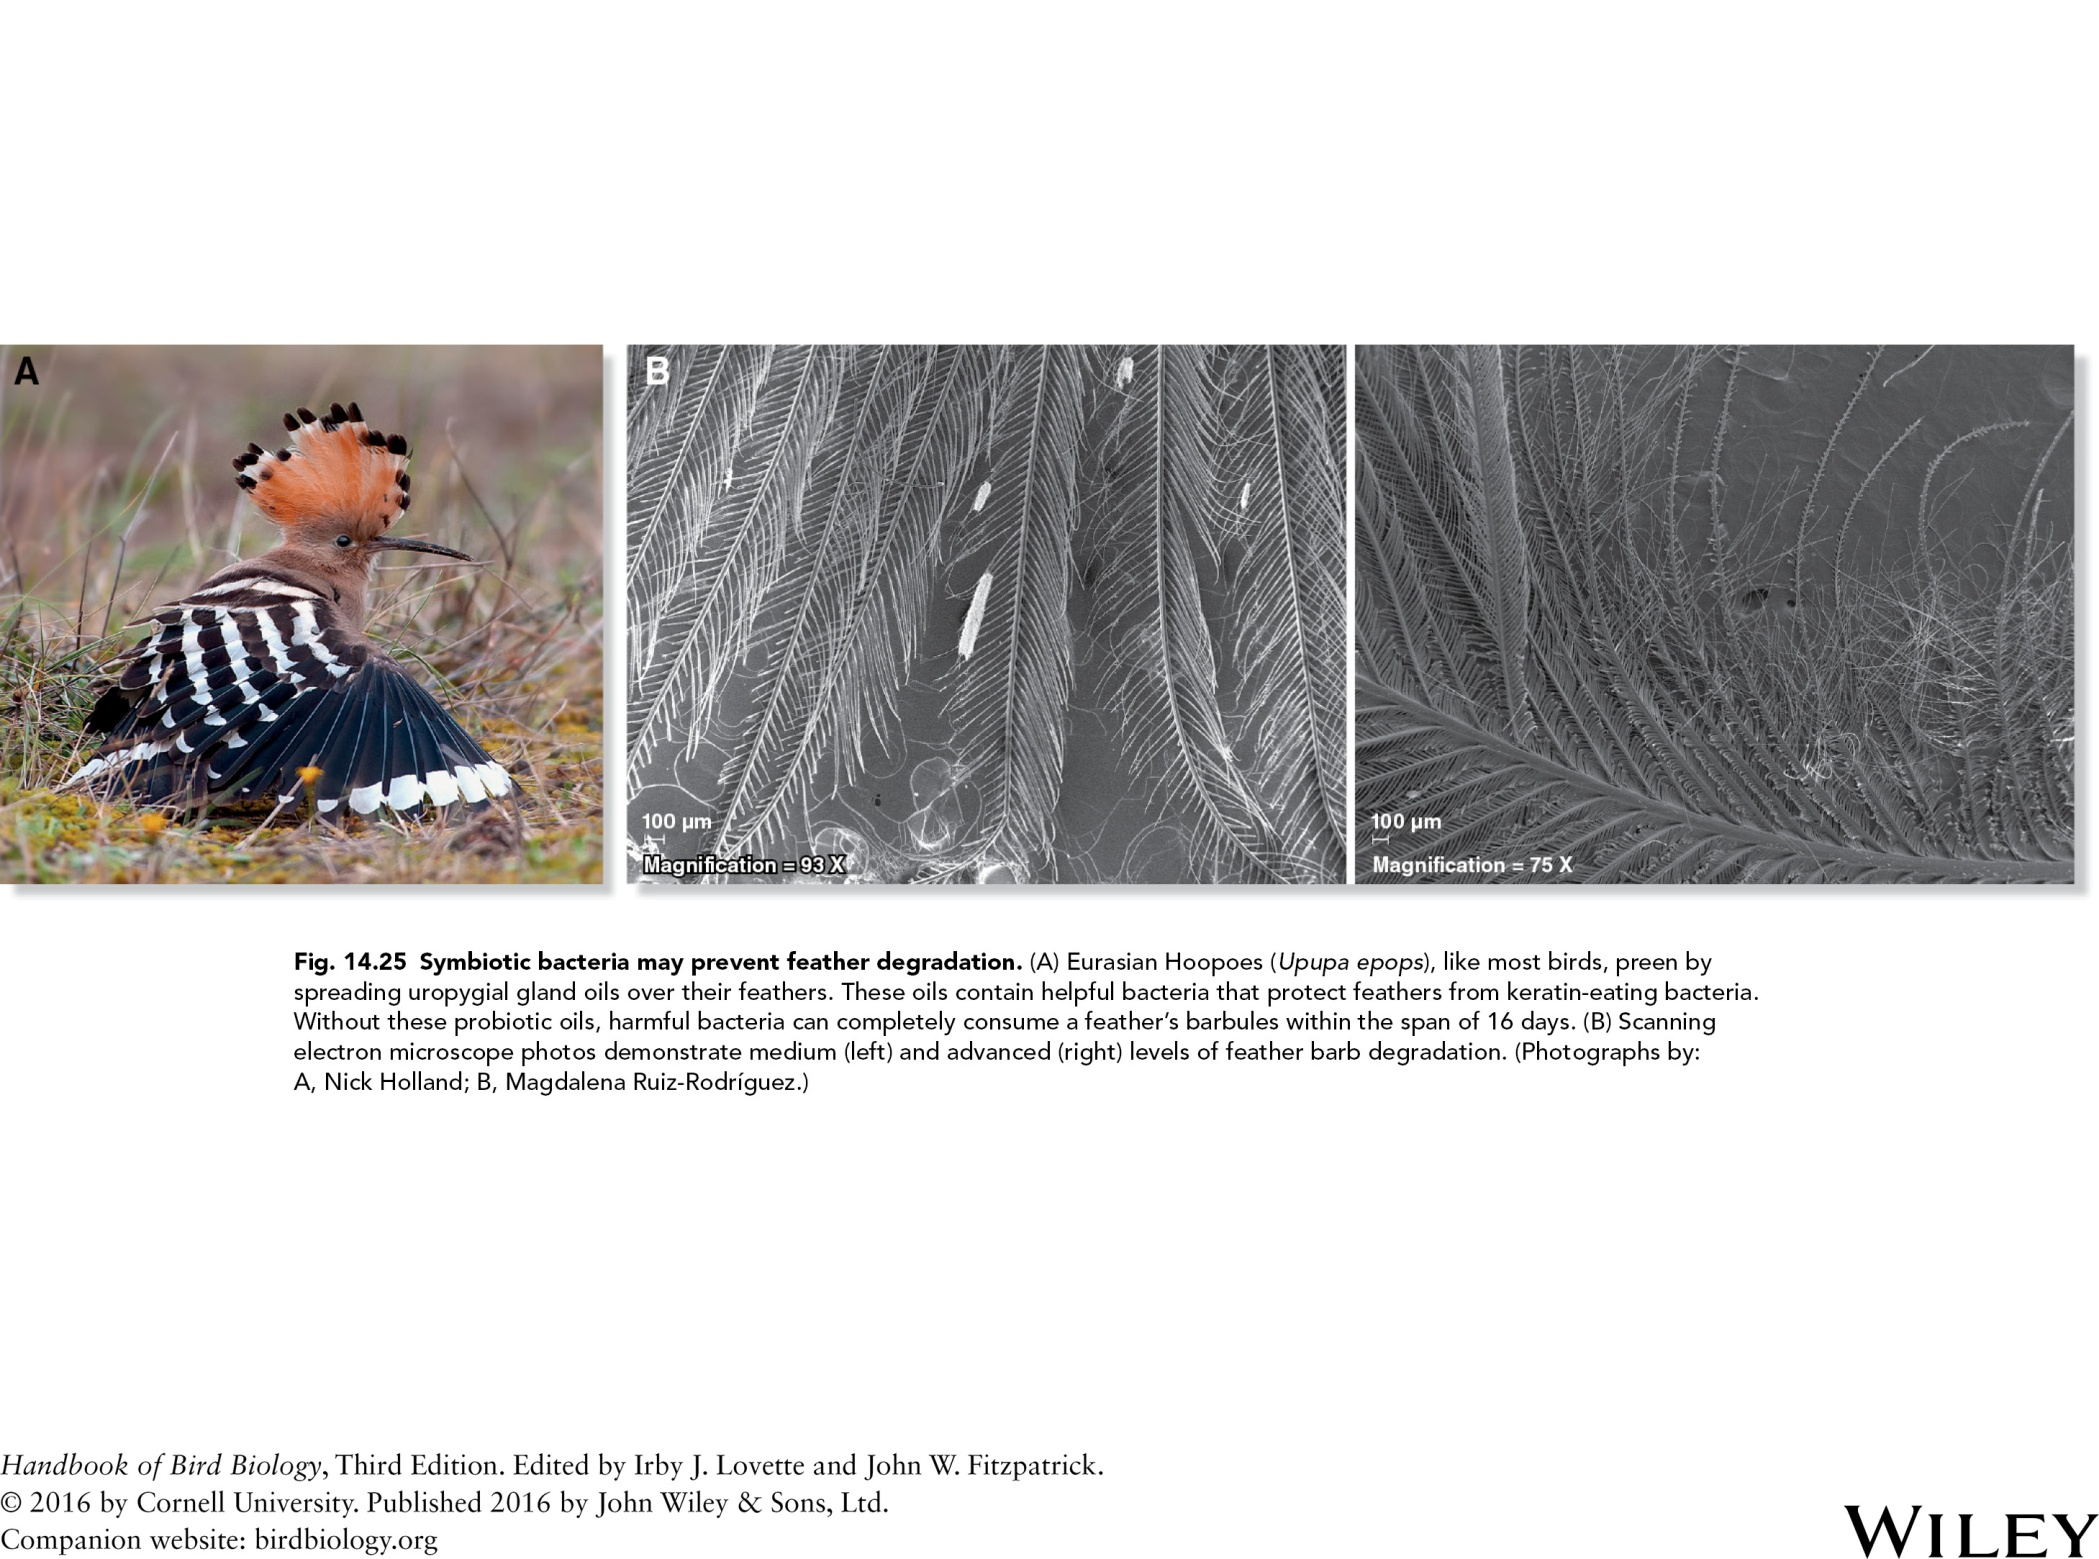 A
B
100 μm
Magnification = 93 X
100 μm
Magnification = 75 X
Fig. 14.25 Symbiotic bacteria may prevent feather degradation. (A) Eurasian Hoopoes (Upupa epops), like most birds, preen by
spreading uropygial gland oils over their feathers. These oils contain helpful bacteria that protect feathers from keratin-eating bacteria.
Without these probiotic oils, harmful bacteria can completely consume a feather’s barbules within the span of 16 days. (B) Scanning
electron microscope photos demonstrate medium (left) and advanced (right) levels of feather barb degradation. (Photographs by:
A, Nick Holland; B, Magdalena Ruiz-Rodríguez.)
Handbook of Bird Biology, Third Edition. Edited by Irby J. Lovette and John W. Fitzpatrick.
© 2016 by Cornell University. Published 2016 by John Wiley & Sons, Ltd.
Companion website: birdbiology.org
WILEY